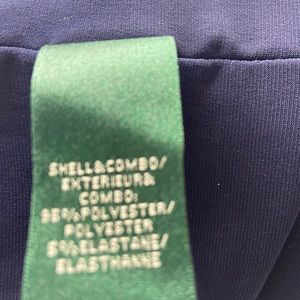 SHELL&COMBO/
EXTERIEUR&
COMBO:
95%POLYESTER/
POLYESTER
5%ELASTANE/
ELASTHANNE